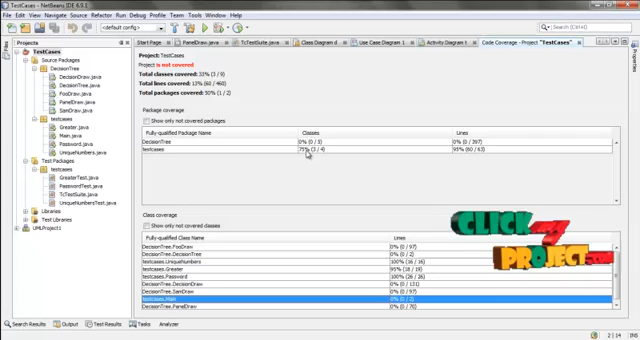 TestCases - NetBeans IDE 6.9.1
File Edit View Navigate Source Refactor Run Debug Profile Team Tools Window Help
<default config>
Search (Ctrl+I)
Projects
Start Page
PanelDraw.java
TcTestSuite.java
Class Diagram d
Use Case Diagram 1
Activity Diagram t
Code Coverage - Project "TestCases"
TestCases
Source Packages
DecisionTree
DecisionDraw.java
DecisionTree.java
FooDraw.java
PanelDraw.java
SamDraw.java
testcases
Greater.java
Main.java
Password.java
UniqueNumbers.java
Test Packages
testcases
GreaterTest.java
PasswordTest.java
TcTestSuite.java
UniqueNumbersTest.java
Libraries
Test Libraries
UMLProject1
Files
Properties
Project: TestCases
Project is not covered
Total classes covered: 33% (3 / 9)
Total lines covered: 13% (60 / 460)
Total packages covered: 50% (1 / 2)
Package coverage
Show only not covered packages
Fully-qualified Package Name Classes Lines
DecisionTree 0% (0 / 5) 0% (0 / 397)
testcases 75% (3 / 4) 95% (60 / 63)
Class coverage
Show only not covered classes
Fully-qualified Class Name Lines
DecisionTree.FooDraw 0% (0 / 97)
DecisionTree.DecisionTree 0% (0 / 2)
testcases.UniqueNumbers 100% (16 / 16)
testcases.Greater 95% (18 / 19)
testcases.Password 100% (26 / 26)
DecisionTree.DecisionDraw 0% (0 / 131)
DecisionTree.SamDraw 0% (0 / 97)
testcases.Main 0% (0 / 2)
DecisionTree.PanelDraw 0% (0 / 70)
CLICK
my
PROJECT.com
Search Results Output Test Results Tasks Analyzer
2 | 14 INS